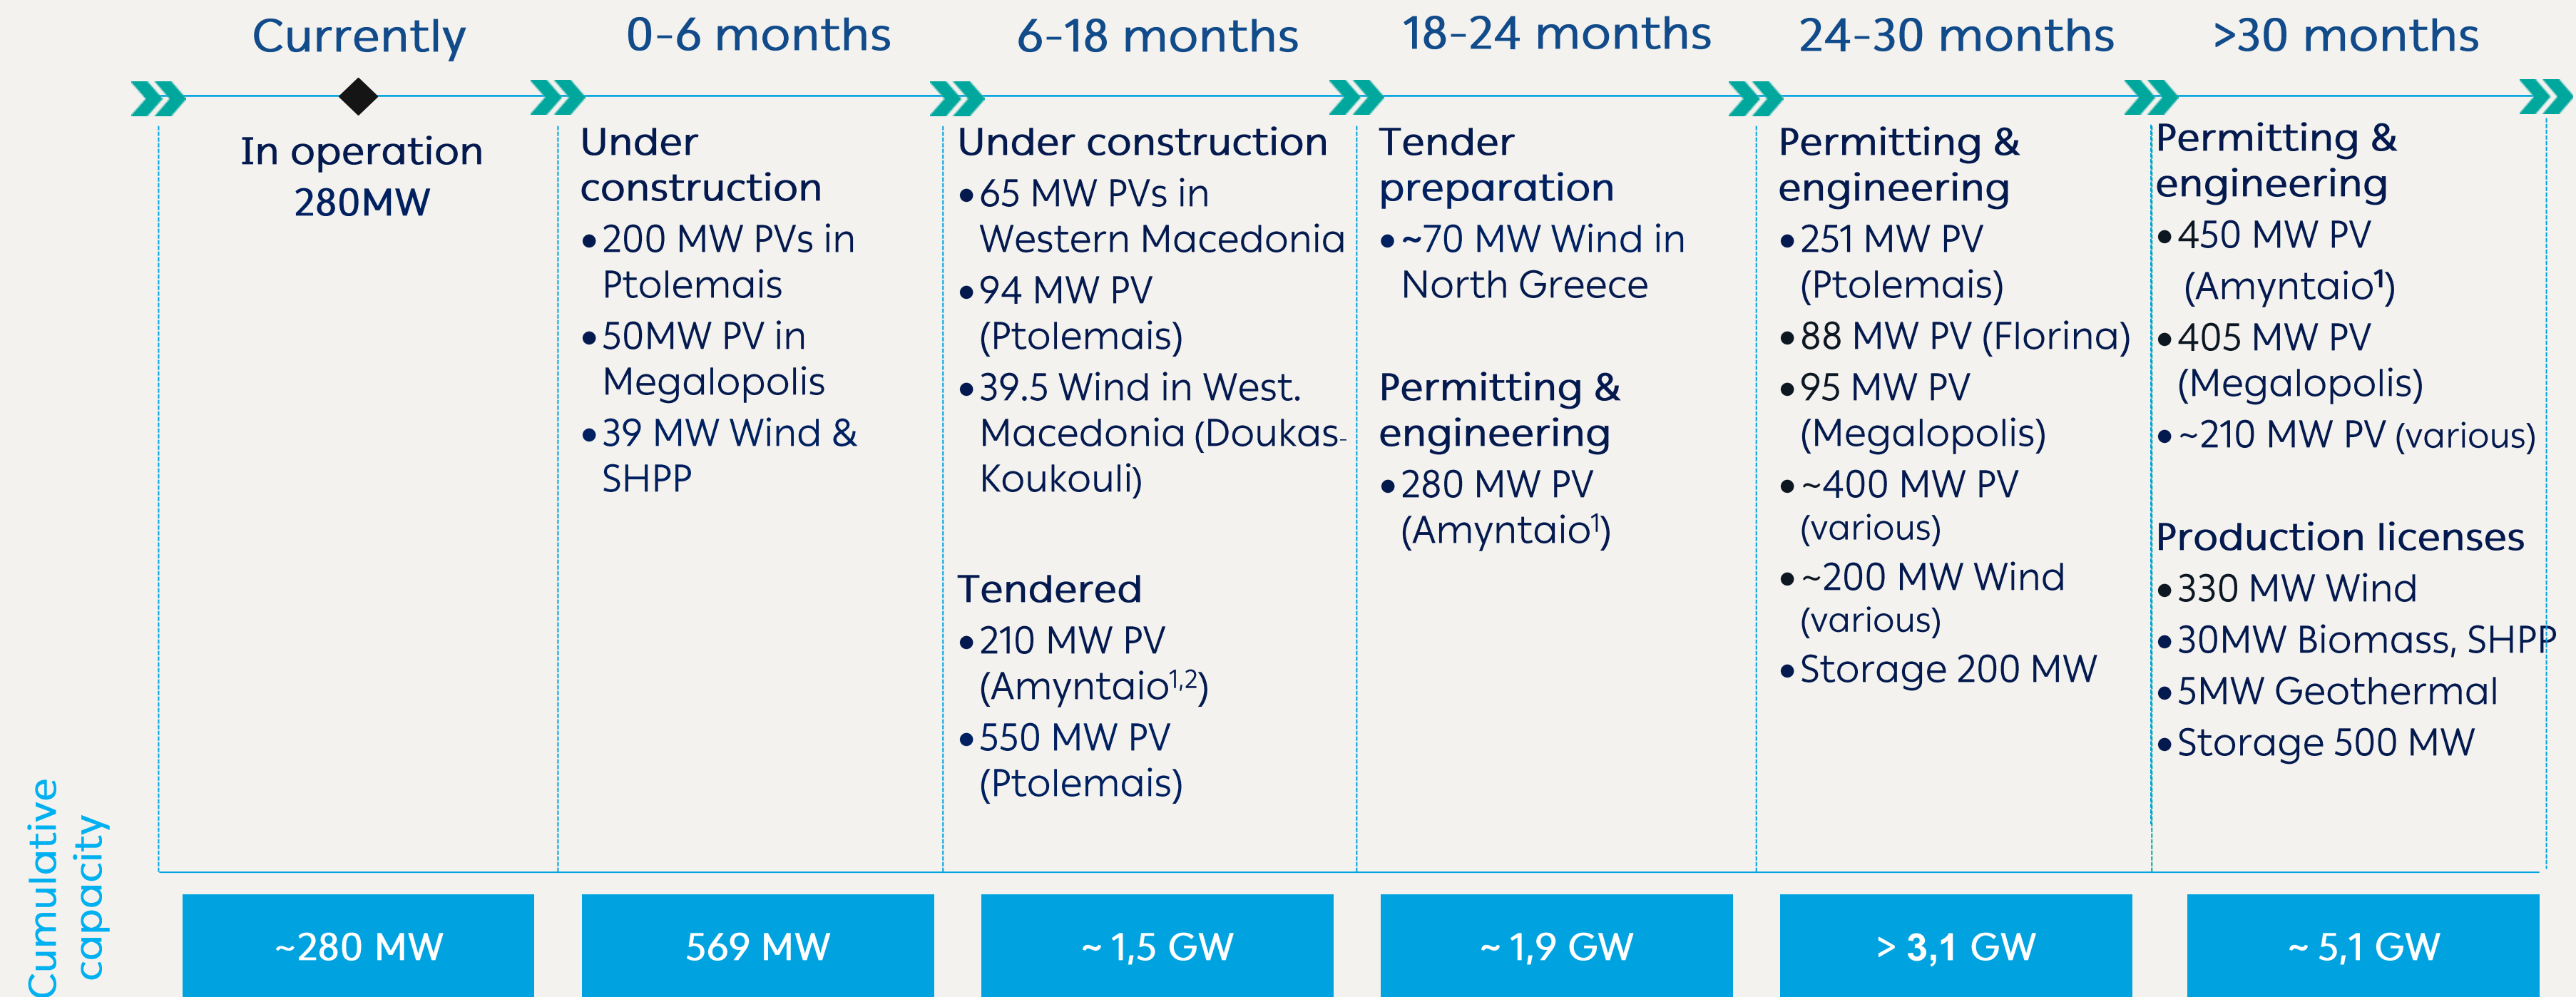 Currently
0-6 months
6-18 months
18-24 months
24-30 months
>30 months
In operation
280MW
Under
construction
•200 MW PVs in
Ptolemais
•50MW PV in
Megalopolis
•39 MW Wind &
SHPP
Under construction
•65 MW PVs in
Western Macedonia
•94 MW PV
(Ptolemais)
•39.5 Wind in West.
Macedonia (Doukas-
Koukouli)
Tendered
•210 MW PV
(Amyntaio¹,²)
•550 MW PV
(Ptolemais)
Tender
preparation
•~70 MW Wind in
North Greece
Permitting &
engineering
•280 MW PV
(Amyntaio¹)
Permitting &
engineering
•251 MW PV
(Ptolemais)
•88 MW PV (Florina)
•95 MW PV
(Megalopolis)
•~400 MW PV
(various)
•~200 MW Wind
(various)
•Storage 200 MW
Permitting &
engineering
•450 MW PV
(Amyntaio¹)
•405 MW PV
(Megalopolis)
•~210 MW PV (various)
Production licenses
•330 MW Wind
•30MW Biomass, SHPP
•5MW Geothermal
•Storage 500 MW
Cumulative
capacity
~280 MW
569 MW
~ 1,5 GW
~ 1,9 GW
> 3,1 GW
~ 5,1 GW